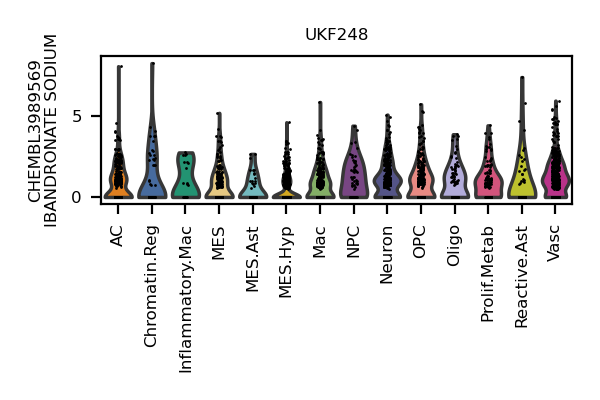 UKF248
CHEMBL3989569
IBANDRONATE SODIUM
5
0
AC
Chromatin.Reg
Inflammatory.Mac
MES
MES.Ast
MES.Hyp
Mac
NPC
Neuron
OPC
Oligo
Prolif.Metab
Reactive.Ast
Vasc